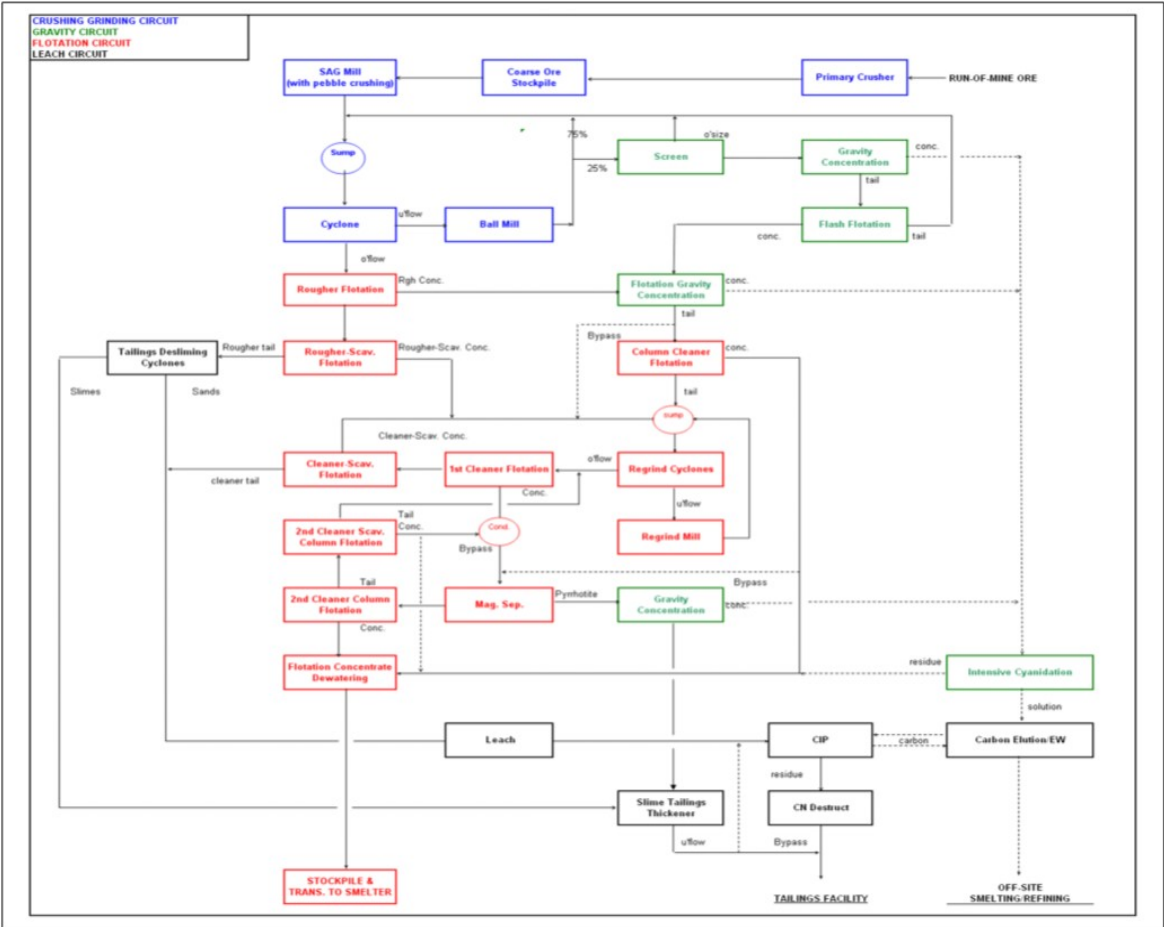 CRUSHING GRINDING CIRCUIT
GRAVITY CIRCUIT
FLOTATION CIRCUIT
LEACH CIRCUIT
SAG Mill
(with pebble crushing)
Coarse Ore
Stockpile
Primary Crusher
RUN-OF-MINE ORE
75%
o'size
Sump
Screen
25%
Gravity
Concentration
conc.
tail
Cyclone
u'flow
Ball Mill
Flash Flotation
conc.
tail
o'flow
Rougher Flotation
Rgh Conc.
Flotation Gravity
Concentration
conc.
tail
Bypass
Tailings Desliming
Cyclones
Rougher tail
Rougher-Scav.
Flotation
Rougher-Scav. Conc.
Column Cleaner
Flotation
conc.
Slimes
Sands
tail
sump
Cleaner-Scav. Conc.
o'flow
Cleaner-Scav.
Flotation
1st Cleaner Flotation
Regrind Cyclones
cleaner tail
Conc.
u'flow
Tail
Conc.
2nd Cleaner Scav.
Column Flotation
Cond.
Regrind Mill
Bypass
Bypass
Tail
2nd Cleaner Column
Flotation
Mag. Sep.
Pyrrhotite
Gravity
Concentration
conc.
Conc.
Flotation Concentrate
Dewatering
residue
Intensive Cyanidation
solution
Leach
CIP
carbon
Carbon Elution/EW
residue
Slime Tailings
Thickener
CN Destruct
u'flow
Bypass
STOCKPILE &
TRANS. TO SMELTER
TAILINGS FACILITY
OFF-SITE
SMELTING/REFINING